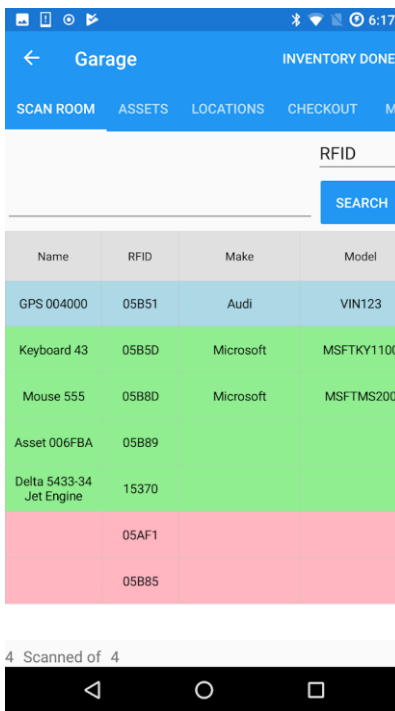 6:17
Garage INVENTORY DONE
SCAN ROOM ASSETS LOCATIONS CHECKOUT M
RFID
SEARCH
Name RFID Make Model
GPS 004000 05B51 Audi VIN123
Keyboard 43 05B5D Microsoft MSFTKY1100
Mouse 555 05B8D Microsoft MSFTMS200
Asset 006FBA 05B89
Delta 5433-34
Jet Engine 15370
05AF1
05B85
4 Scanned of 4